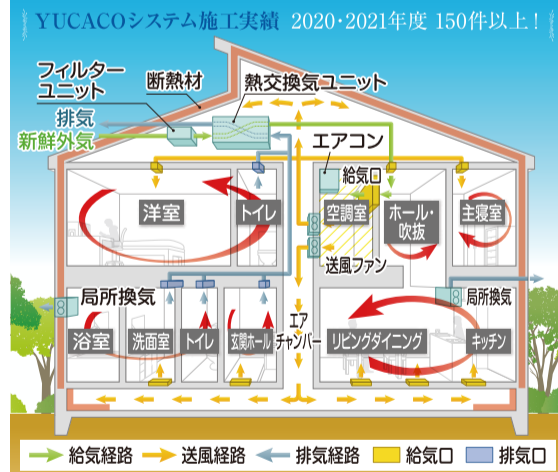 YUCACOシステム施工実績 2020・2021年度 150件以上！
フィルター
ユニット
断熱材
熱交換気ユニット
排気
新鮮外気
エアコン
給気口
洋室
トイレ
空調室
ホール・
吹抜
主寝室
送風ファン
局所換気
局所換気
浴室
洗面室
トイレ
玄関ホール
エア
チャンバー
リビングダイニング
キッチン
給気経路
送風経路
排気経路
給気口
排気口